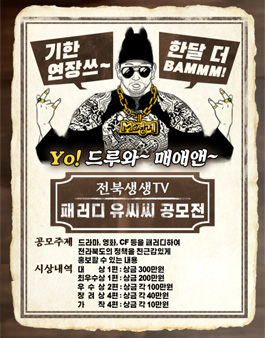 기한
연장쓰~
한달 더
BAMMM!
Yo! 드루와~ 매애앤~
전북생생TV
패러디 유씨씨 공모전
공모주제 드라마, 영화, CF 등을 패러디하여
전라북도의 정책을 친근감있게
홍보할 수 있는 내용
시상내역 대 상 1편 : 상금 300만원
최우수상 1편 : 상금 200만원
우 수 상 2편 : 상금 각 100만원
장 려 상 4편 : 상금 각 40만원
가 작 4편 : 상금 각 10만원